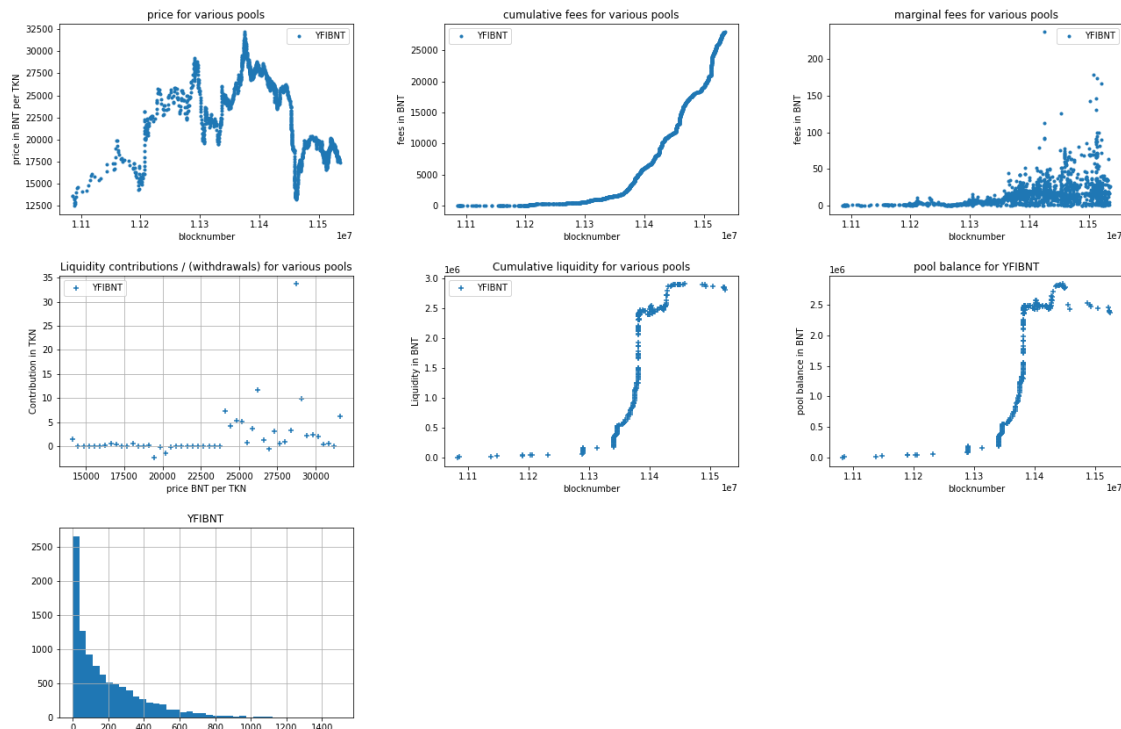 price for various pools
YFIBNT
price in BNT per TKN
32500
30000
27500
25000
22500
20000
17500
15000
12500
1.11 1.12 1.13 1.14 1.15
blocknumber
1e7
cumulative fees for various pools
YFIBNT
fees in BNT
25000
20000
15000
10000
5000
0
1.11 1.12 1.13 1.14 1.15
blocknumber
1e7
marginal fees for various pools
YFIBNT
fees in BNT
200
150
100
50
0
1.11 1.12 1.13 1.14 1.15
blocknumber
1e7
Liquidity contributions / (withdrawals) for various pools
YFIBNT
Contribution in TKN
35
30
25
20
15
10
5
0
15000 17500 20000 22500 25000 27500 30000
price BNT per TKN
Cumulative liquidity for various pools
1e6
YFIBNT
Liquidity in BNT
3.0
2.5
2.0
1.5
1.0
0.5
0.0
1.11 1.12 1.13 1.14 1.15
blocknumber
1e7
pool balance for YFIBNT
1e6
YFIBNT
pool balance in BNT
2.5
2.0
1.5
1.0
0.5
0.0
1.11 1.12 1.13 1.14 1.15
blocknumber
1e7
YFIBNT
2500
2000
1500
1000
500
0
0 200 400 600 800 1000 1200 1400